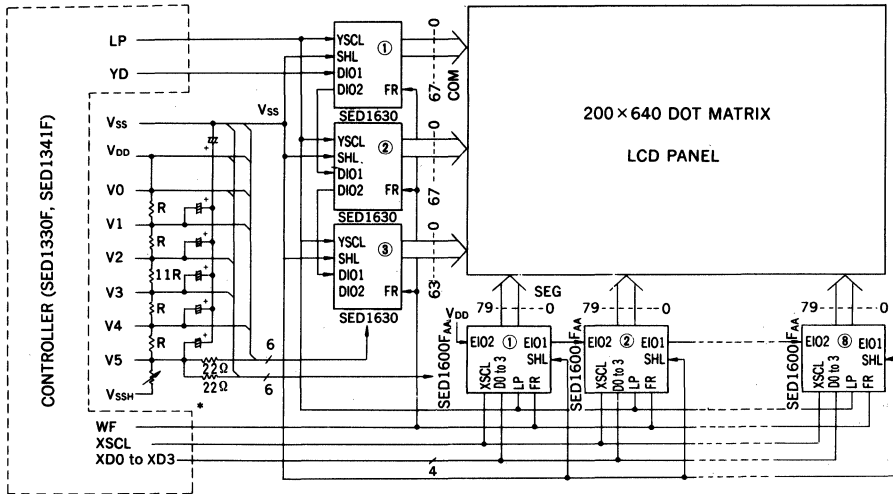 CONTROLLER (SED1330F, SED1341F)
LP
YD
VSS
VDD
V0
V1
V2
V3
V4
V5
VSSH
WF
XSCL
XD0 to XD3
R
R
11R
R
R
22Ω
22Ω
*
6
6
4
VSS
YSCL
SHL
DIO1
DIO2
FR
①
SED1630
67-----0
COM
YSCL
SHL.
DIO1
DIO2
FR
②
SED1630
67-----0
YSCL
SHL
DIO1
DIO2
FR
③
SED1630
63-----0
200×640 DOT MATRIX
LCD PANEL
SEG
79-----0
79-----0
79-----0
VDD
SED1600FAA
EIO2
①
EIO1
SHL
XSCL
D0 to 3
LP
FR
SED1600FAA
EIO2
②
EIO1
SHL
XSCL
D0 to 3
LP
FR
SED1600FAA
EIO2
⑧
EIO1
SHL
XSCL
D0 to 3
LP
FR